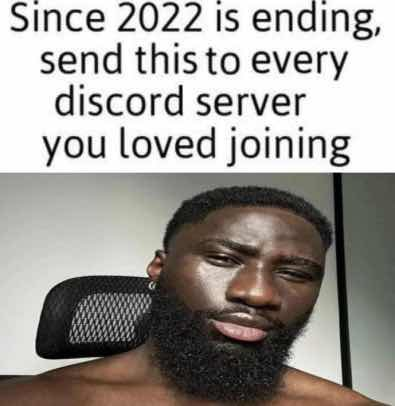 Since 2022 is ending,
send this to every
discord server
you loved joining